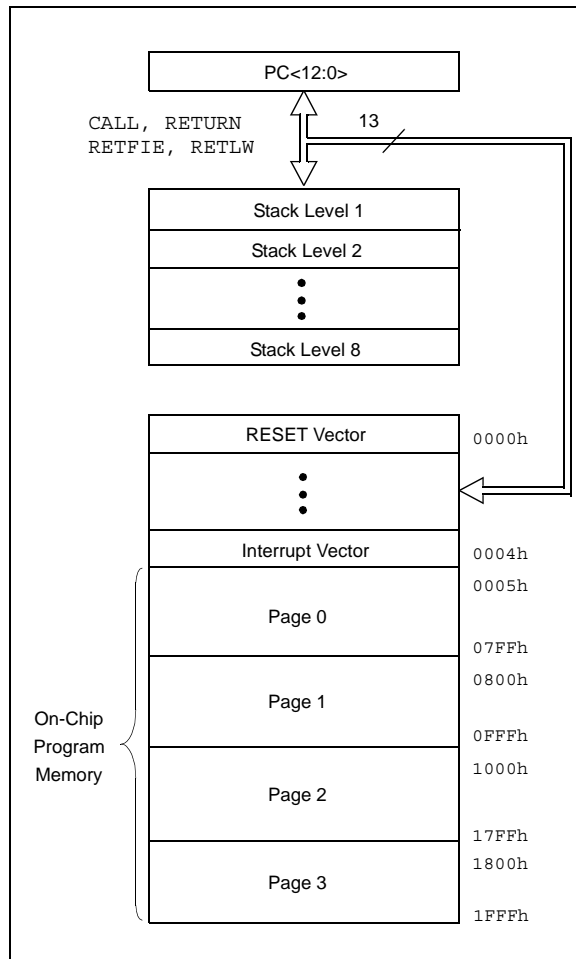 PC<12:0>
CALL, RETURN
RETFIE, RETLW
13
Stack Level 1
Stack Level 2
Stack Level 8
RESET Vector
0000h
Interrupt Vector
0004h
0005h
Page 0
07FFh
0800h
Page 1
0FFFh
On-Chip
Program
Memory
1000h
Page 2
17FFh
1800h
Page 3
1FFFh